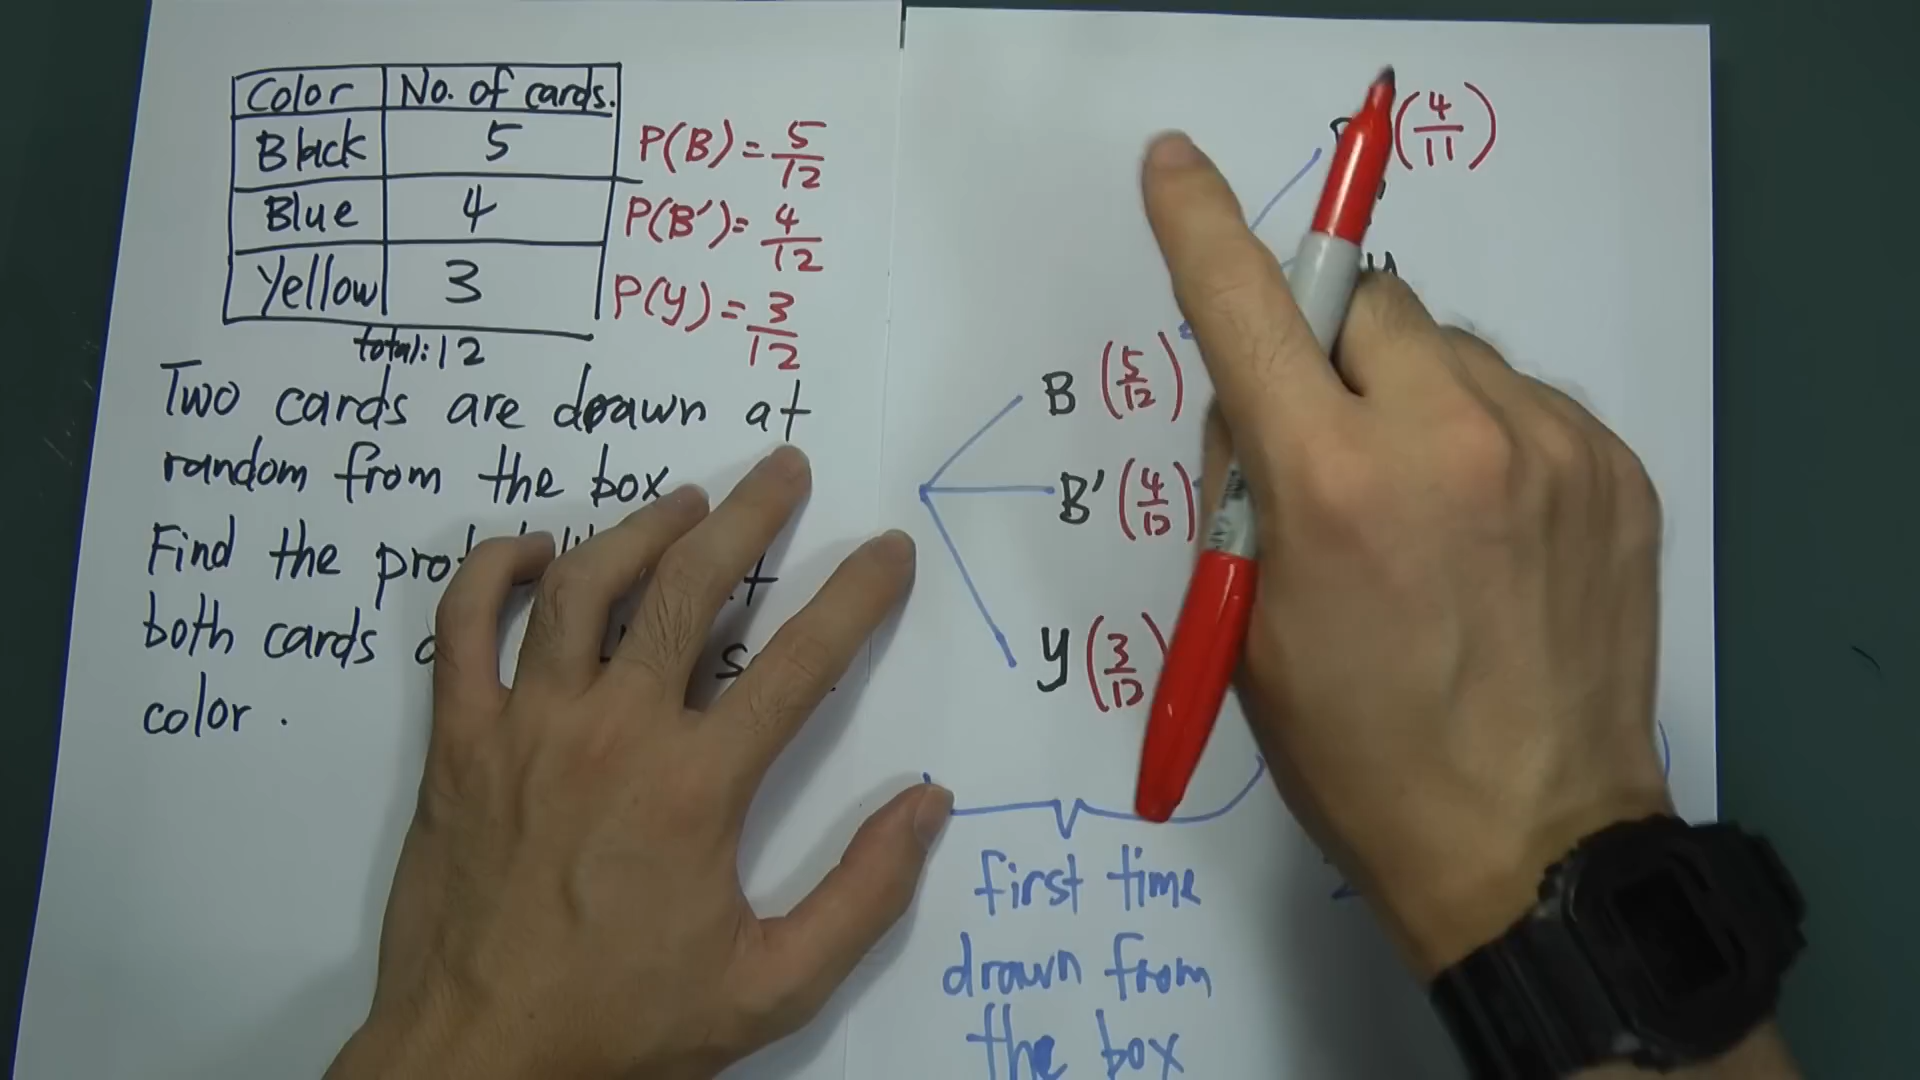 Color No. of cards.
Black 5 P(B) = 5/12
Blue 4 P(B') = 4/12
Yellow 3 P(Y) = 3/12
total: 12
Two cards are drawn at
random from the box
Find the
both cards
color.
(4/11)
y
B (5/12)
B' (4/12)
Y (3/12)
first time
drawn from
the box